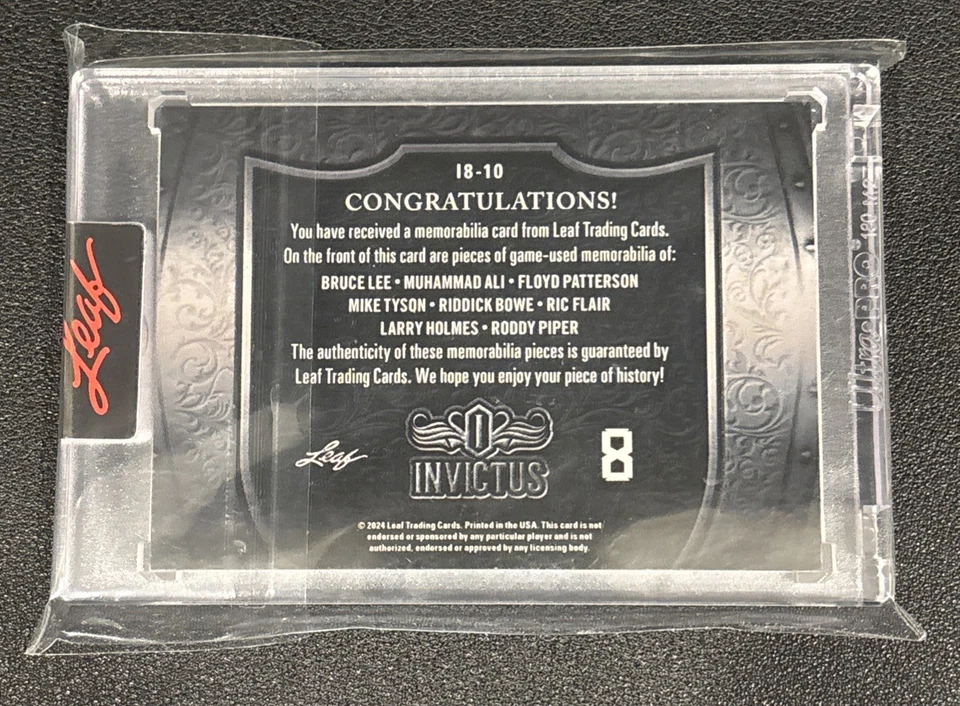 I8-10
CONGRATULATIONS!
You have received a memorabilia card from Leaf Trading Cards.
On the front of this card are pieces of game-used memorabilia of:
BRUCE LEE • MUHAMMAD ALI • FLOYD PATTERSON
MIKE TYSON • RIDDICK BOWE • RIC FLAIR
LARRY HOLMES • RODDY PIPER
The authenticity of these memorabilia pieces is guaranteed by
Leaf Trading Cards. We hope you enjoy your piece of history!
Leaf
I
INVICTUS
8
© 2024 Leaf Trading Cards. Printed in the USA. This card is not
endorsed or sponsored by any particular player and is not
authorized, endorsed or approved by any licensing body.
Leaf